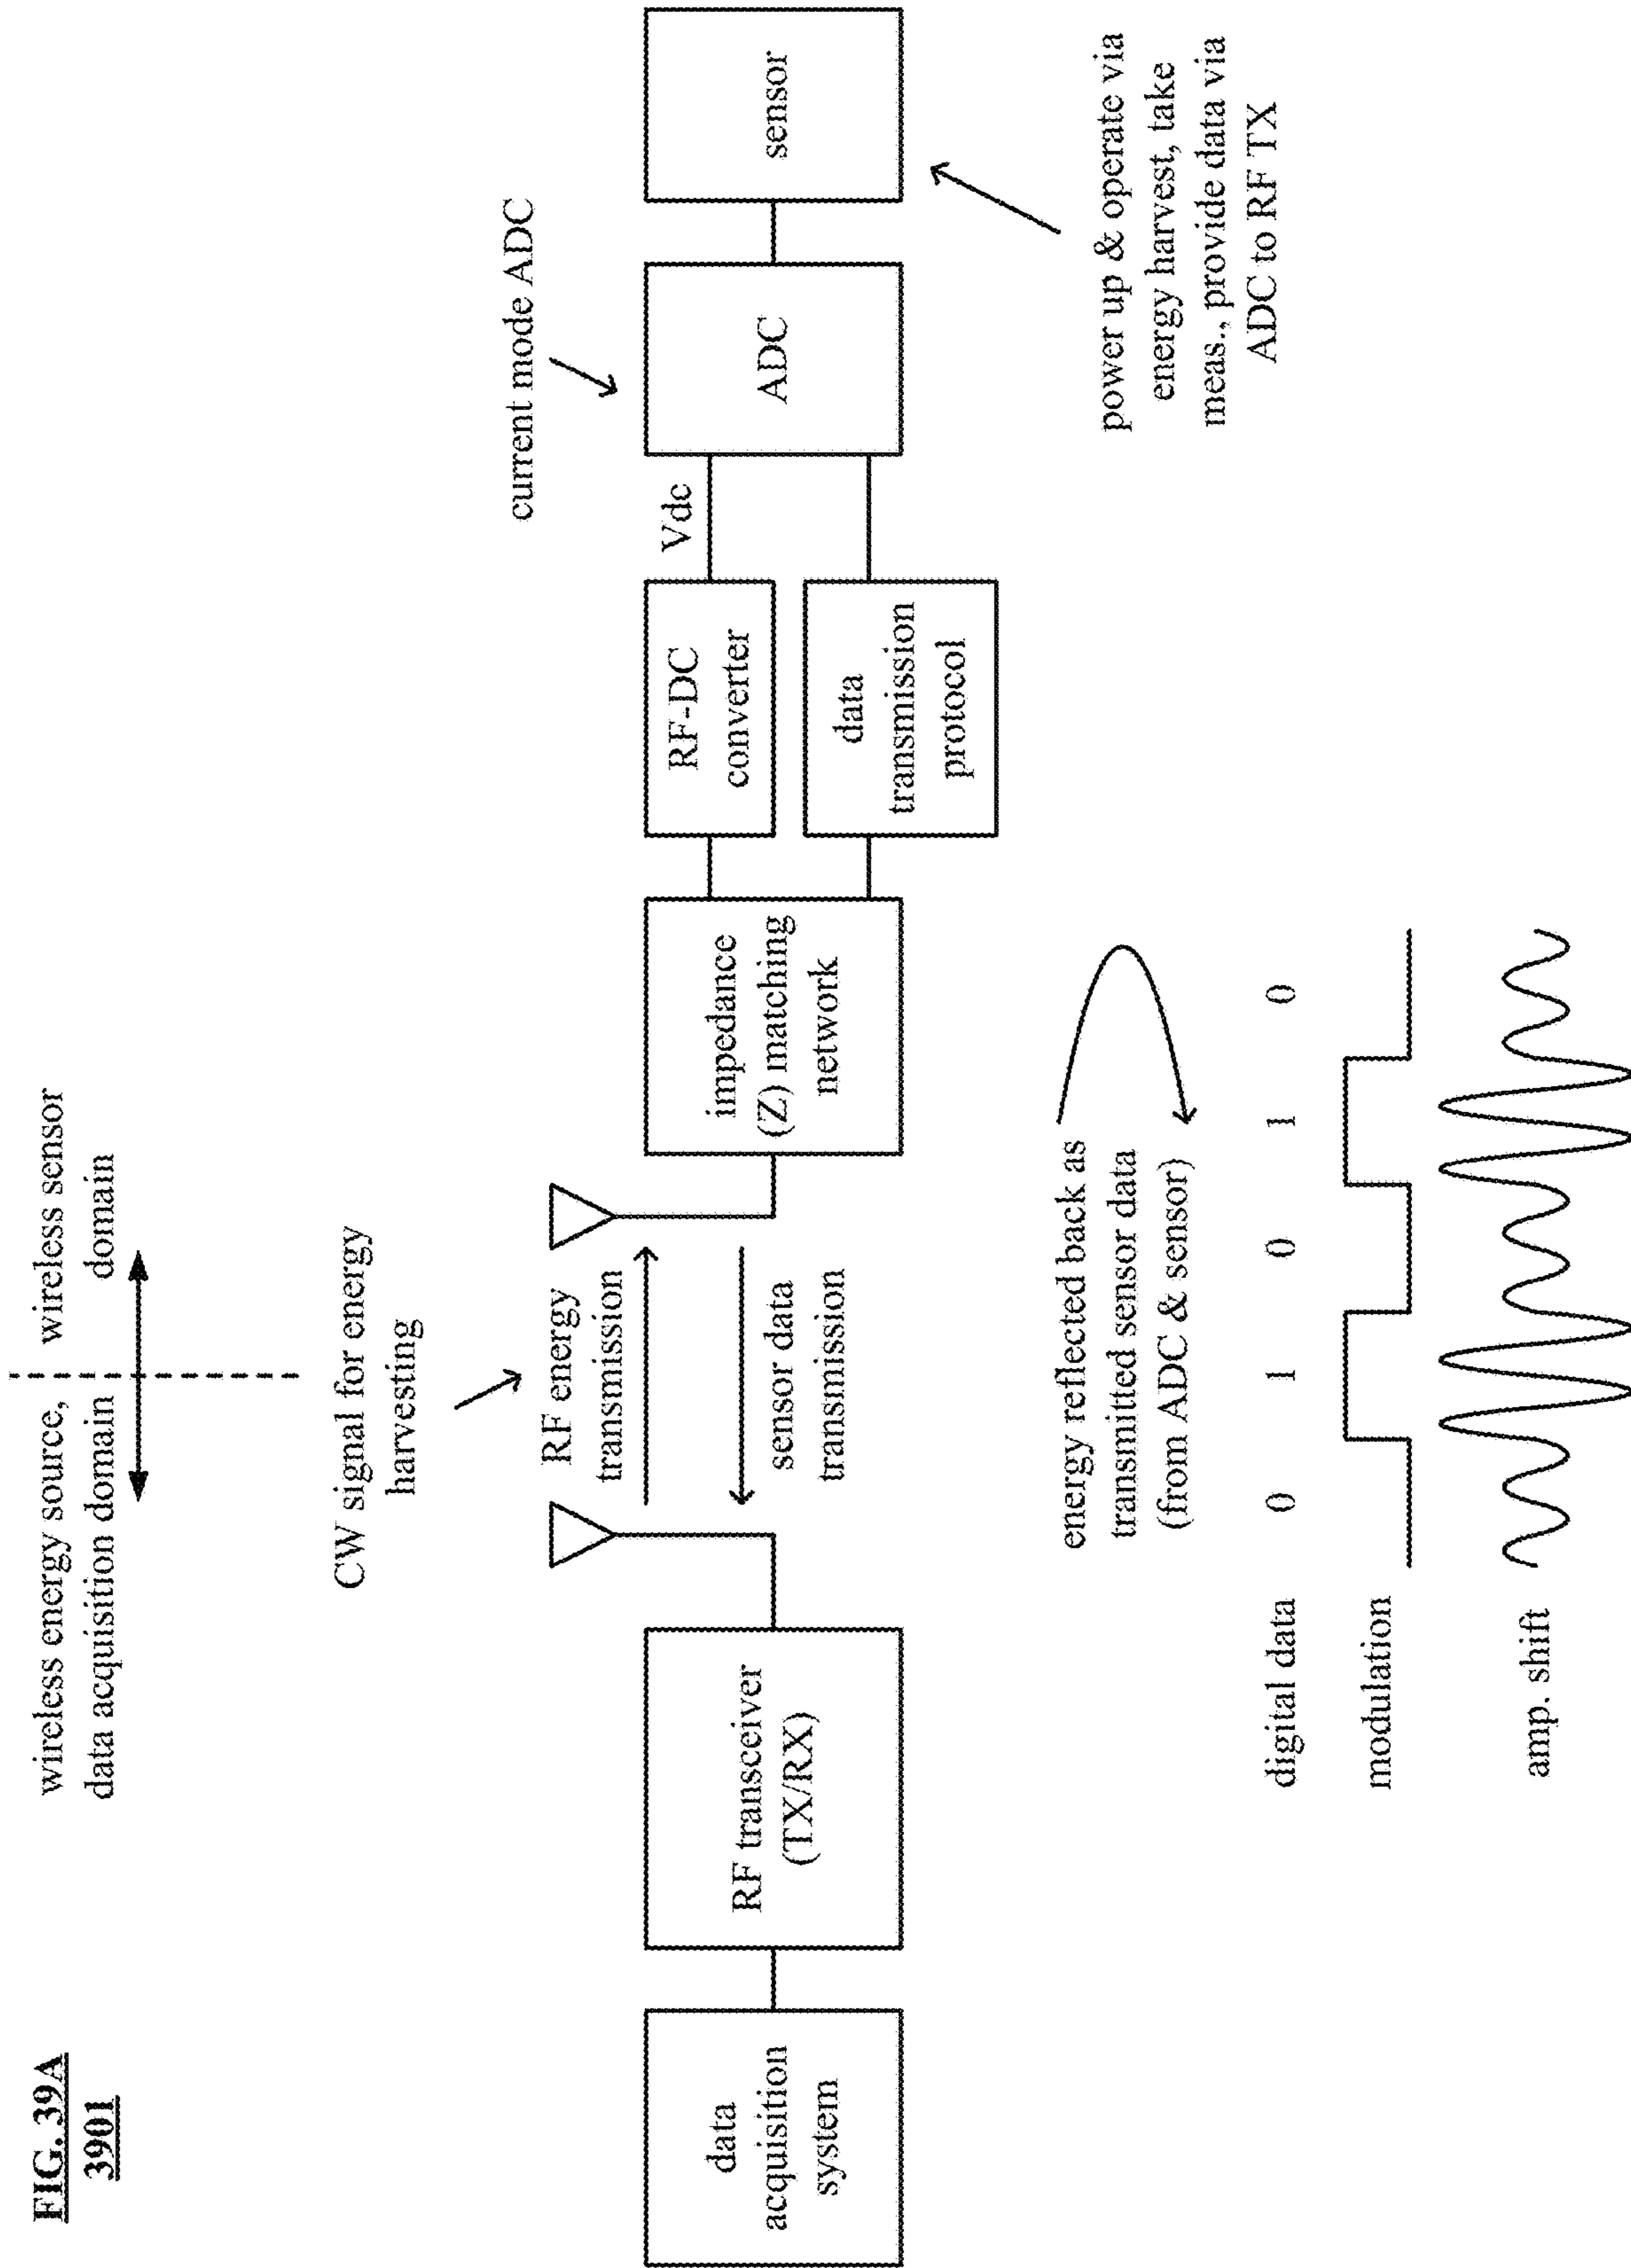 FIG. 39A
3901
wireless energy source,
data acquisition domain
wireless sensor
domain
CW signal for energy
harvesting
RF energy
transmission
sensor data
transmission
current mode ADC
data
acquisition
system
RF transceiver
(TX/RX)
impedance
(Z) matching
network
RF-DC
converter
Vdc
data
transmission
protocol
ADC
sensor
power up & operate via
energy harvest, take
meas., provide data via
ADC to RF TX
energy reflected back as
transmitted sensor data
(from ADC & sensor)
digital data 0 1 0 1 0
modulation
amp. shift